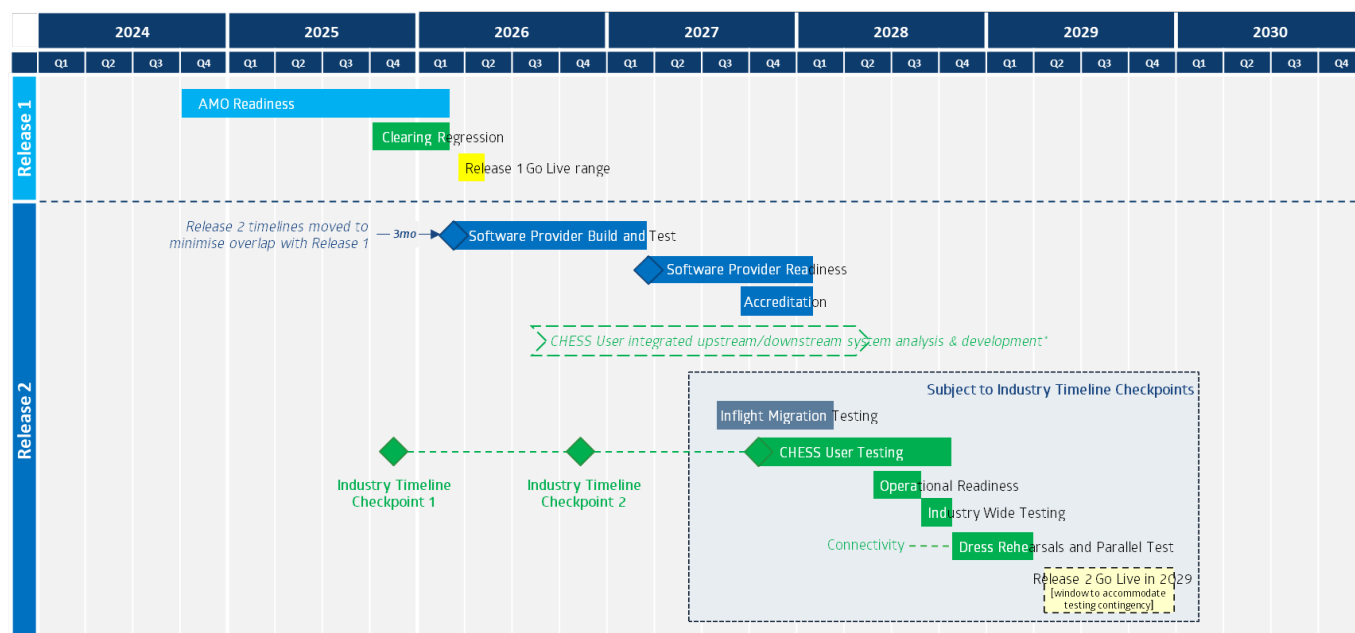 2024 2025 2026 2027 2028 2029 2030
Q1 Q2 Q3 Q4 Q1 Q2 Q3 Q4 Q1 Q2 Q3 Q4 Q1 Q2 Q3 Q4 Q1 Q2 Q3 Q4 Q1 Q2 Q3 Q4 Q1 Q2 Q3 Q4
Release 1
AMO Readiness
Clearing Regression
Release 1 Go Live range
Release 2
Release 2 timelines moved to
minimise overlap with Release 1
3mo
Software Provider Build and Test
Software Provider Readiness
Accreditation
CHESS User integrated upstream/downstream system analysis & development*
Subject to Industry Timeline Checkpoints
Inflight Migration Testing
CHESS User Testing
Industry Timeline
Checkpoint 1
Industry Timeline
Checkpoint 2
Operational Readiness
Industry Wide Testing
Connectivity
Dress Rehearsals and Parallel Test
Release 2 Go Live in 2029
[window to accommodate
testing contingency]